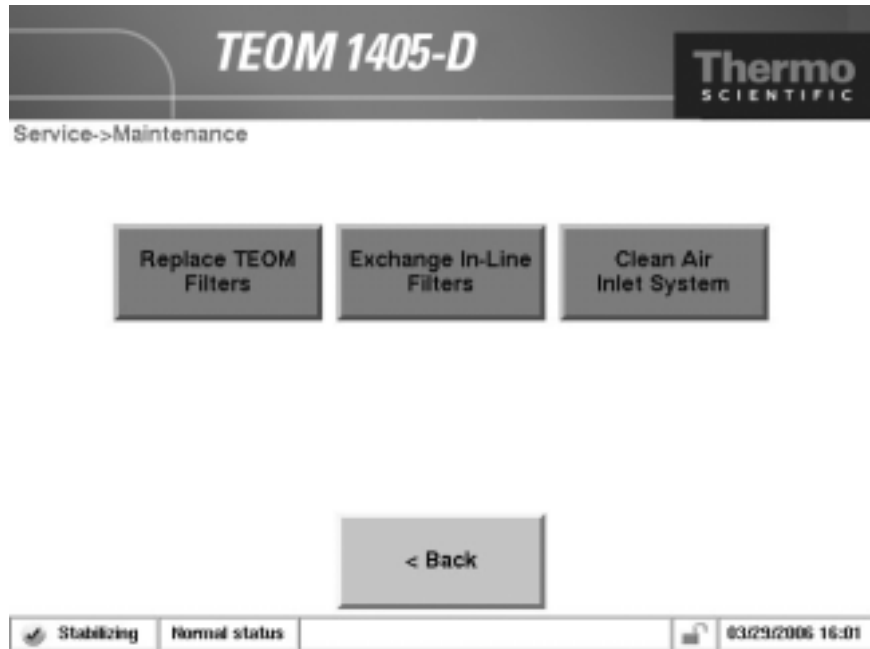 TEOM 1405-D
Thermo
SCIENTIFIC
Service->Maintenance
Replace TEOM
Filters
Exchange In-Line
Filters
Clean Air
Inlet System
< Back
Stabilizing
Normal status
03/29/2006 16:01